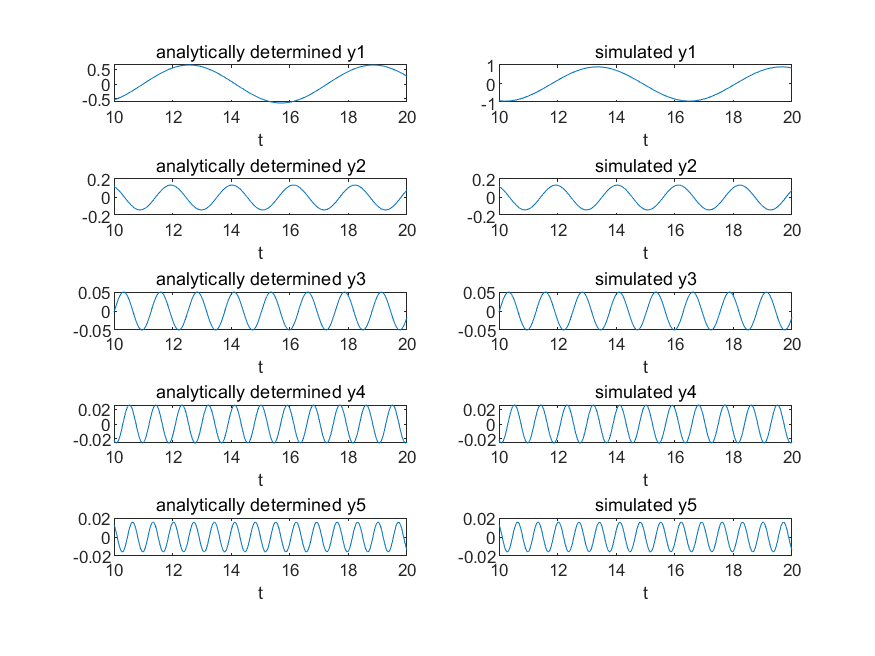 analytically determined y1
0.5
0
-0.5
10 12 14 16 18 20
t
simulated y1
1
0
-1
10 12 14 16 18 20
t
analytically determined y2
0.2
0
-0.2
10 12 14 16 18 20
t
simulated y2
0.2
0
-0.2
10 12 14 16 18 20
t
analytically determined y3
0.05
0
-0.05
10 12 14 16 18 20
t
simulated y3
0.05
0
-0.05
10 12 14 16 18 20
t
analytically determined y4
0.02
0
-0.02
10 12 14 16 18 20
t
simulated y4
0.02
0
-0.02
10 12 14 16 18 20
t
analytically determined y5
0.02
0
-0.02
10 12 14 16 18 20
t
simulated y5
0.02
0
-0.02
10 12 14 16 18 20
t